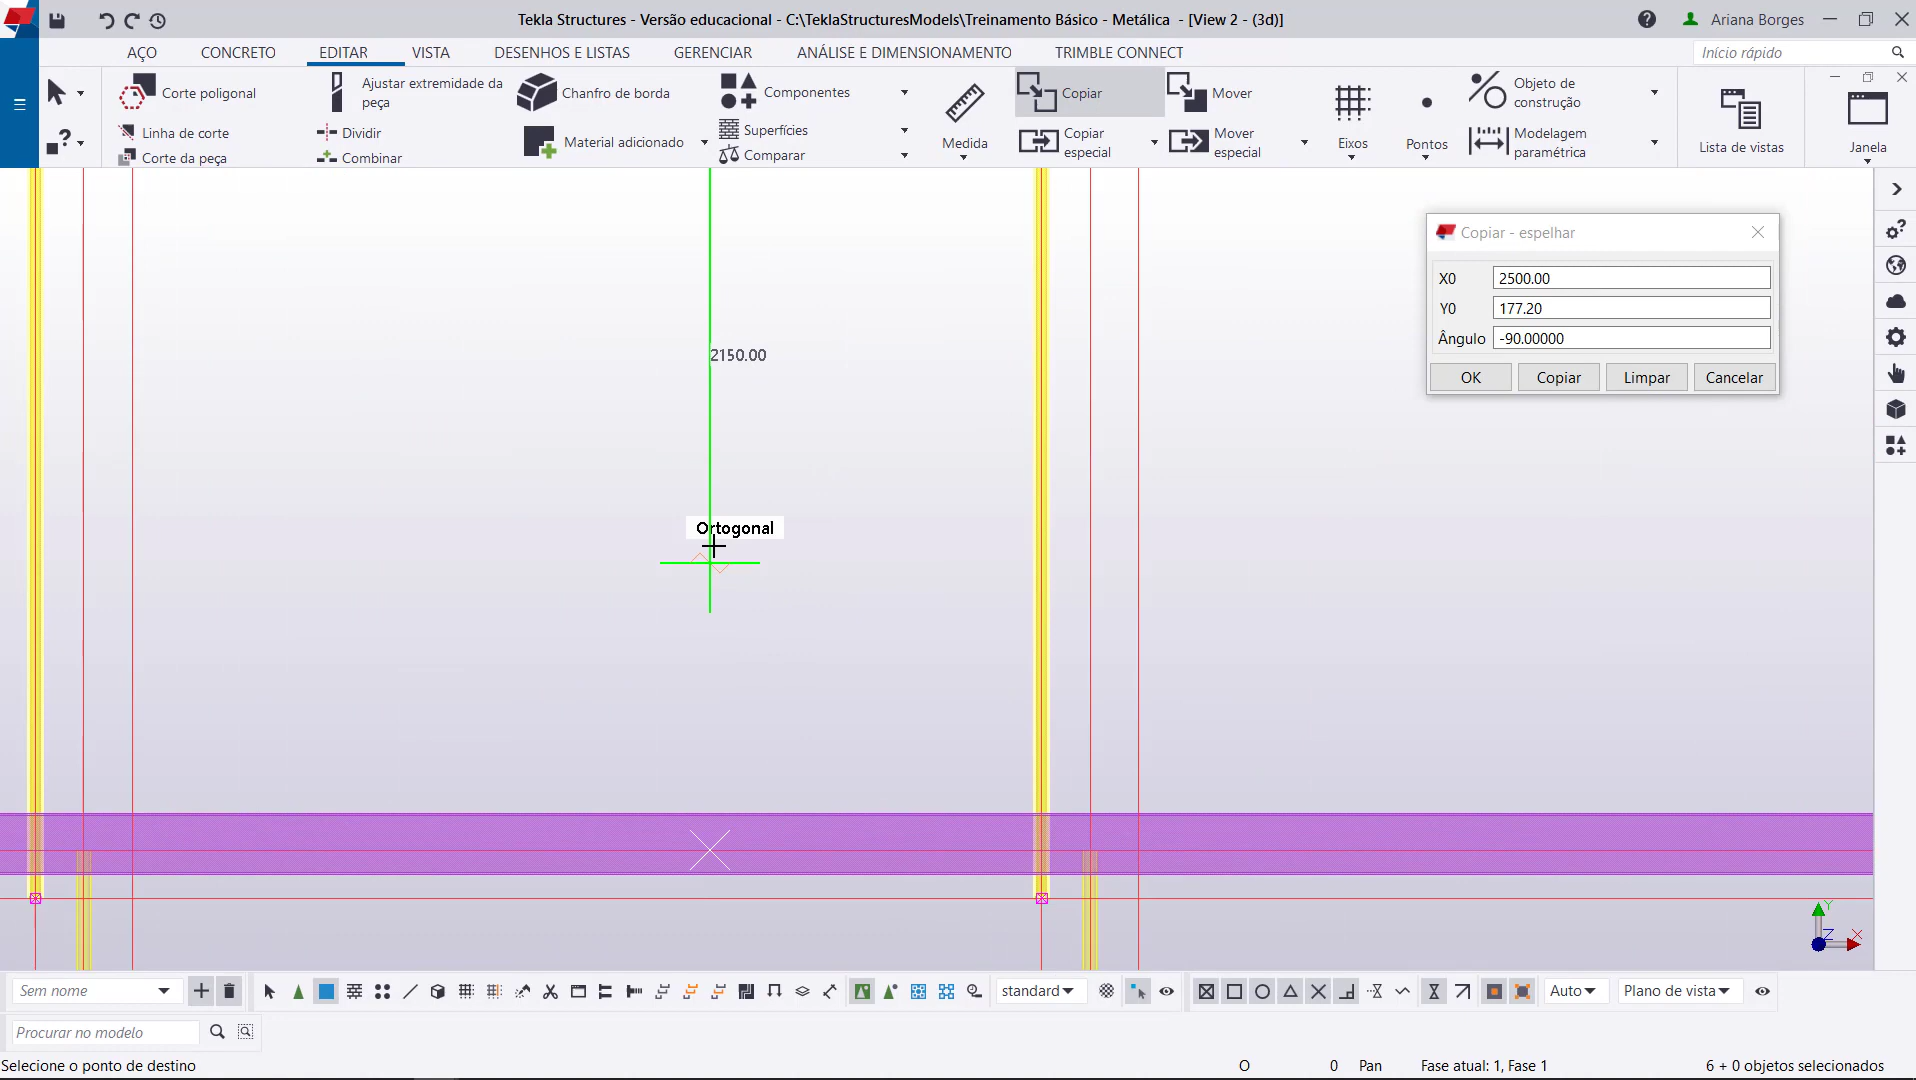 Tekla Structures - Versão educacional - C:\TeklaStructuresModels\Treinamento Básico - Metálica - [View 2 - (3d)]
Ariana Borges
AÇO CONCRETO EDITAR VISTA DESENHOS E LISTAS GERENCIAR ANÁLISE E DIMENSIONAMENTO TRIMBLE CONNECT
Início rápido
Corte poligonal
Linha de corte
Corte da peça
Ajustar extremidade da
peça
Dividir
Combinar
Chanfro de borda
Material adicionado
Componentes
Superfícies
Comparar
Medida
Copiar
Copiar
especial
Mover
Mover
especial
Eixos
Pontos
Objeto de
construção
Modelagem
paramétrica
Lista de vistas
Janela
Copiar - espelhar
X0 2500.00
Y0 177.20
Ângulo -90.00000
OK Copiar Limpar Cancelar
2150.00
Ortogonal
Y
Z X
Sem nome
standard
Auto
Plano de vista
Procurar no modelo
Selecione o ponto de destino
O 0 Pan Fase atual: 1, Fase 1 6 + 0 objetos selecionados